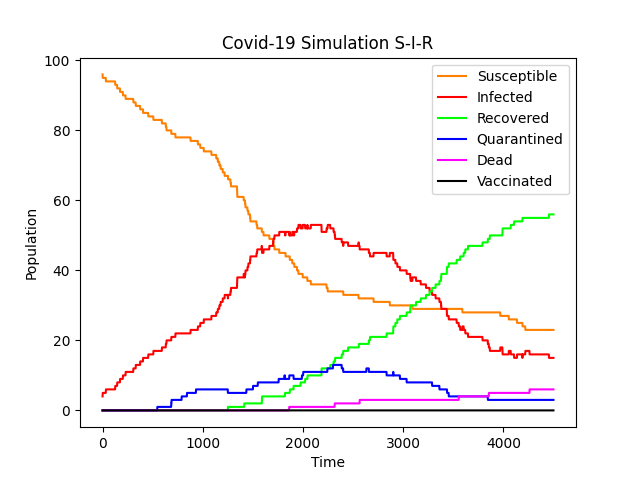 Covid-19 Simulation S-I-R
100
80
60
40
20
0
Population
Susceptible
Infected
Recovered
Quarantined
Dead
Vaccinated
0 1000 2000 3000 4000
Time